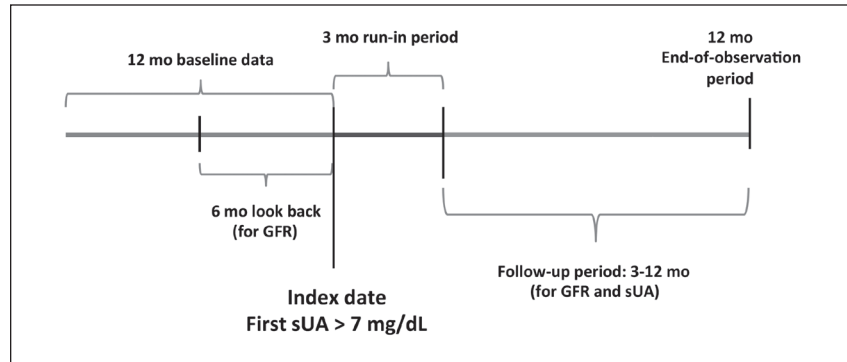 12 mo baseline data
3 mo run-in period
12 mo
End-of-observation
period
6 mo look back
(for GFR)
Index date
First sUA > 7 mg/dL
Follow-up period: 3-12 mo
(for GFR and sUA)